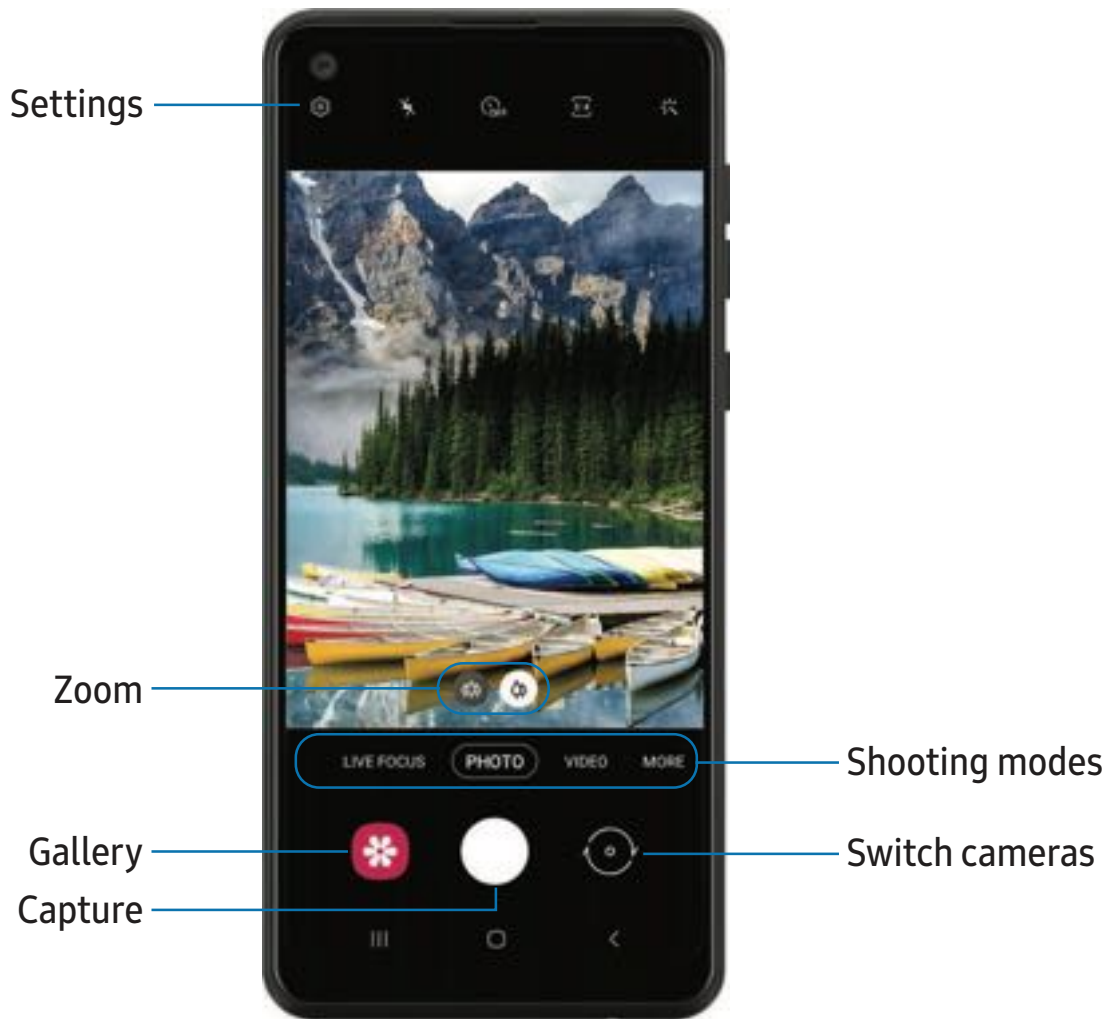 Settings
Zoom
LIVE FOCUS PHOTO VIDEO MORE
Shooting modes
Gallery
Switch cameras
Capture